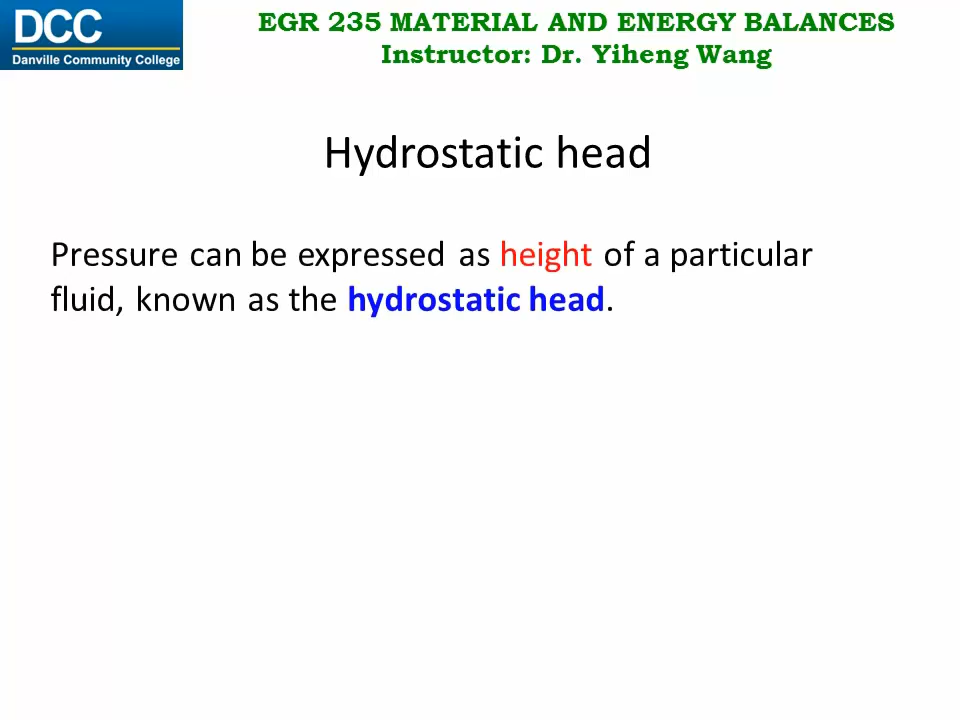 DCC
Danville Community College
EGR 235 MATERIAL AND ENERGY BALANCES
Instructor: Dr. Yiheng Wang
Hydrostatic head
Pressure can be expressed as height of a particular
fluid, known as the hydrostatic head.